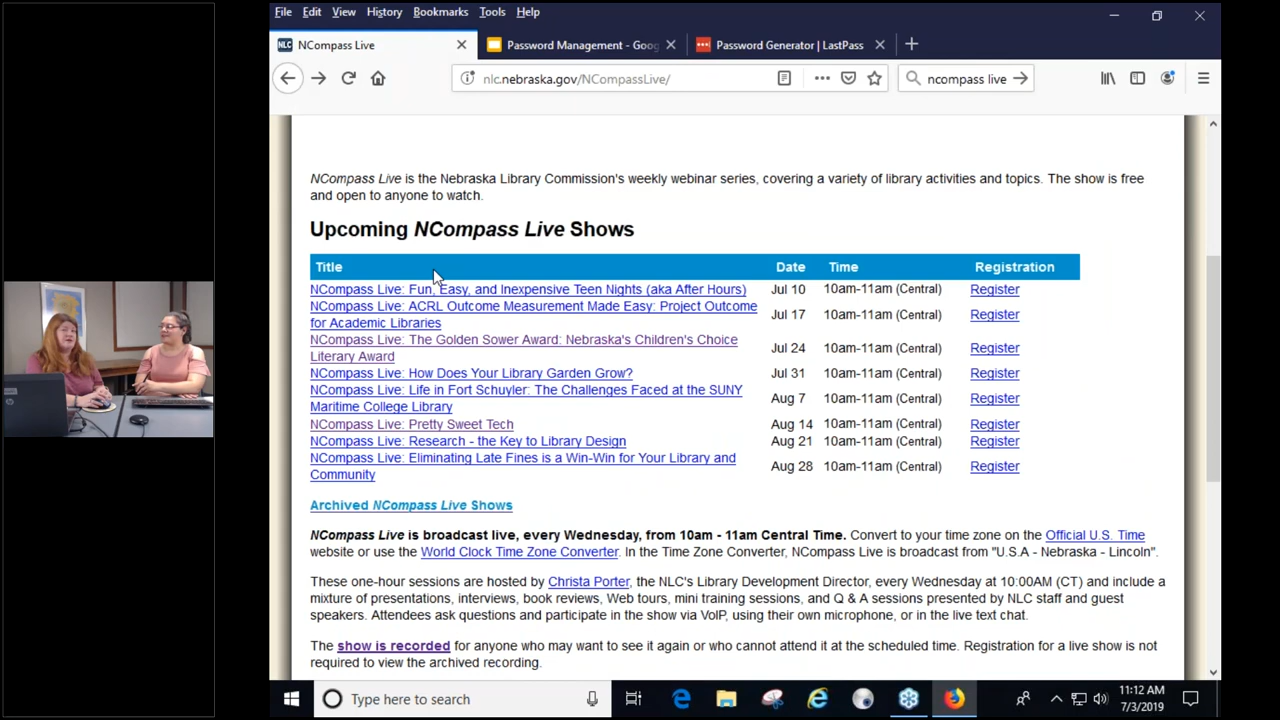 File Edit View History Bookmarks Tools Help
NLC NCompass Live
Password Management - Goog
Password Generator | LastPass
nlc.nebraska.gov/NCompassLive/
ncompass live
NCompass Live is the Nebraska Library Commission's weekly webinar series, covering a variety of library activities and topics. The show is free
and open to anyone to watch.
Upcoming NCompass Live Shows
Title Date Time Registration
NCompass Live: Fun, Easy, and Inexpensive Teen Nights (aka After Hours) Jul 10 10am-11am (Central) Register
NCompass Live: ACRL Outcome Measurement Made Easy: Project Outcome
for Academic Libraries Jul 17 10am-11am (Central) Register
NCompass Live: The Golden Sower Award: Nebraska's Children's Choice
Literary Award Jul 24 10am-11am (Central) Register
NCompass Live: How Does Your Library Garden Grow? Jul 31 10am-11am (Central) Register
NCompass Live: Life in Fort Schuyler: The Challenges Faced at the SUNY
Maritime College Library Aug 7 10am-11am (Central) Register
NCompass Live: Pretty Sweet Tech Aug 14 10am-11am (Central) Register
NCompass Live: Research - the Key to Library Design Aug 21 10am-11am (Central) Register
NCompass Live: Eliminating Late Fines is a Win-Win for Your Library and
Community Aug 28 10am-11am (Central) Register
Archived NCompass Live Shows
NCompass Live is broadcast live, every Wednesday, from 10am - 11am Central Time. Convert to your time zone on the Official U.S. Time
website or use the World Clock Time Zone Converter. In the Time Zone Converter, NCompass Live is broadcast from "U.S.A - Nebraska - Lincoln".
These one-hour sessions are hosted by Christa Porter, the NLC's Library Development Director, every Wednesday at 10:00AM (CT) and include a
mixture of presentations, interviews, book reviews, Web tours, mini training sessions, and Q & A sessions presented by NLC staff and guest
speakers. Attendees ask questions and participate in the show via VoIP, using their own microphone, or in the live text chat.
The show is recorded for anyone who may want to see it again or who cannot attend it at the scheduled time. Registration for a live show is not
required to view the archived recording.
Type here to search
11:12 AM
7/3/2019